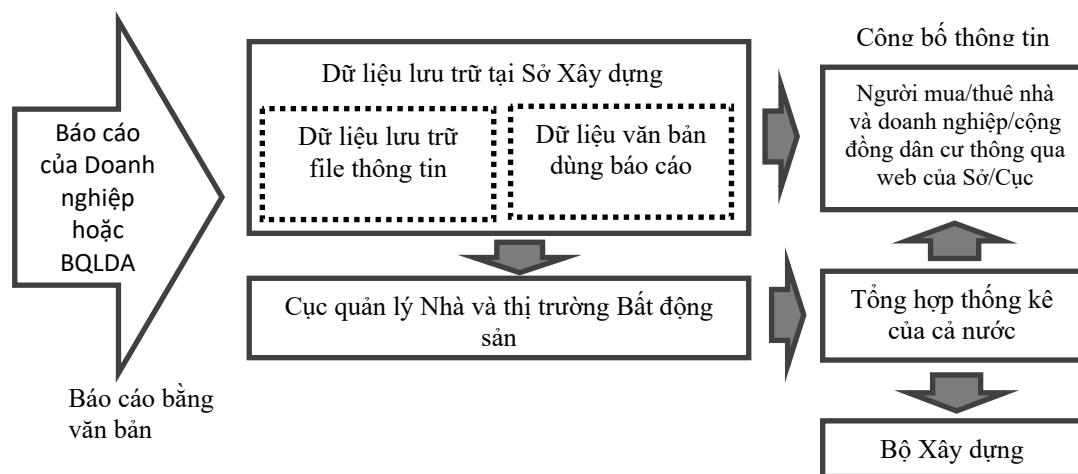 Báo cáo
của Doanh
nghiệp
hoặc
BQLDA
Báo cáo bằng
văn bản
Dữ liệu lưu trữ tại Sở Xây dựng
Dữ liệu lưu trữ
file thông tin
Dữ liệu văn bản
dùng báo cáo
Cục quản lý Nhà và thị trường Bất động
sản
Công bố thông tin
Người mua/thuê nhà
và doanh nghiệp/cộng
đồng dân cư thông qua
web của Sở/Cục
Tổng hợp thống kê
của cả nước
Bộ Xây dựng